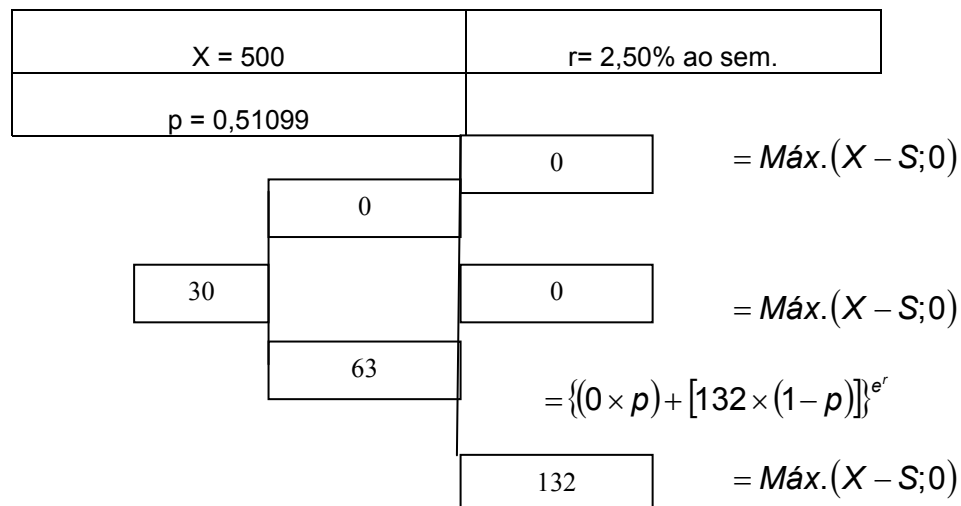 X = 500
r= 2,50% ao sem.
p = 0,51099
0
= Máx.(X – S;0)
0
30
0
= Máx.(X – S;0)
63
={(0 × p)+[132 × (1– p)]}^{e^r}
132
= Máx.(X – S;0)